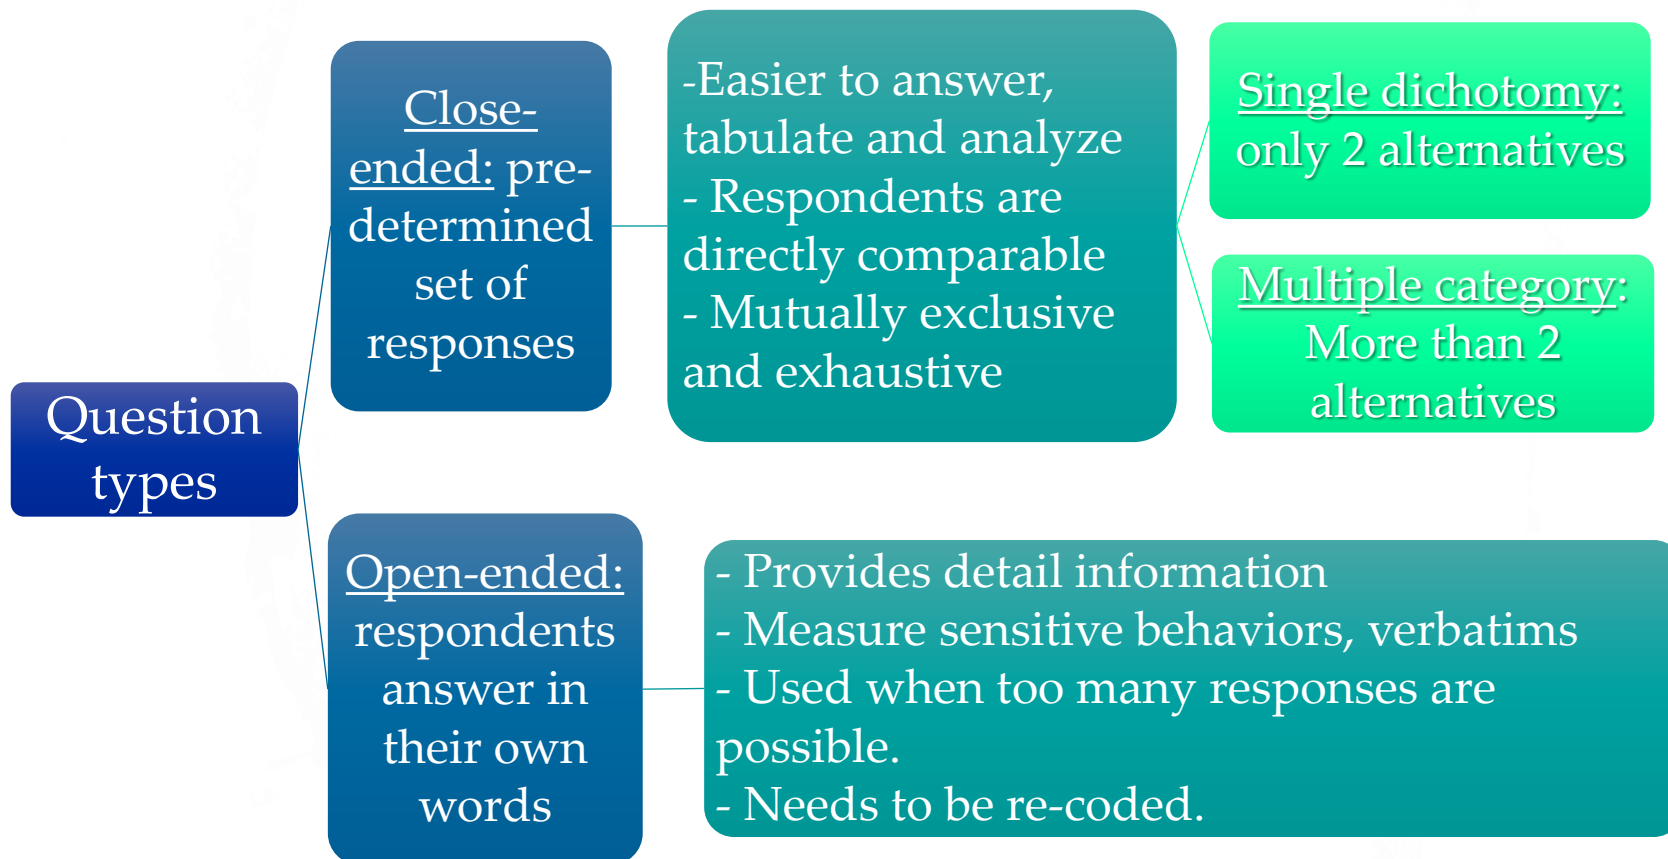 Question
types
Close-
ended: pre-
determined
set of
responses
-Easier to answer,
tabulate and analyze
- Respondents are
directly comparable
- Mutually exclusive
and exhaustive
Single dichotomy:
only 2 alternatives
Multiple category:
More than 2
alternatives
Open-ended:
respondents
answer in
their own
words
- Provides detail information
- Measure sensitive behaviors, verbatims
- Used when too many responses are
possible.
- Needs to be re-coded.